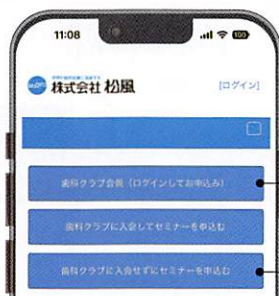 11:08
100
株式会社 松風
[ログイン]
歯科クラブ会員（ログインしてお申込み）
歯科クラブに入会してセミナーを申込む
歯科クラブに入会せずにセミナーを申込む